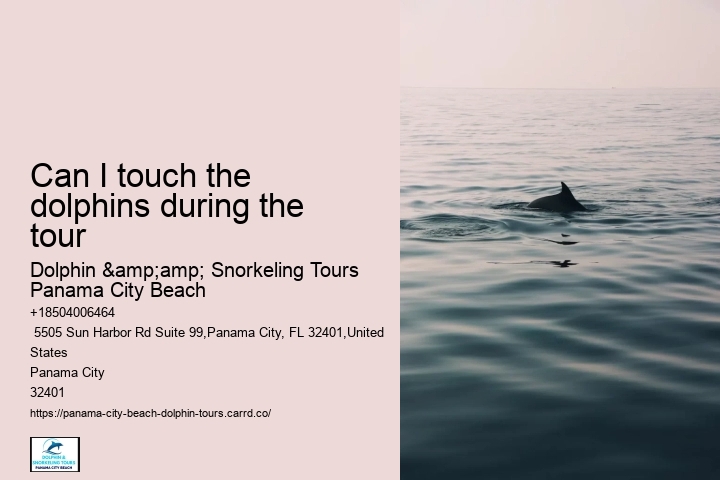 Can I touch the
dolphins during the
tour
Dolphin &amp;amp; Snorkeling Tours
Panama City Beach
+18504006464
5505 Sun Harbor Rd Suite 99,Panama City, FL 32401,United
States
Panama City
32401
https://panama-city-beach-dolphin-tours.carrd.co/
DOLPHIN &
SNORKELING TOURS
PANAMA CITY BEACH